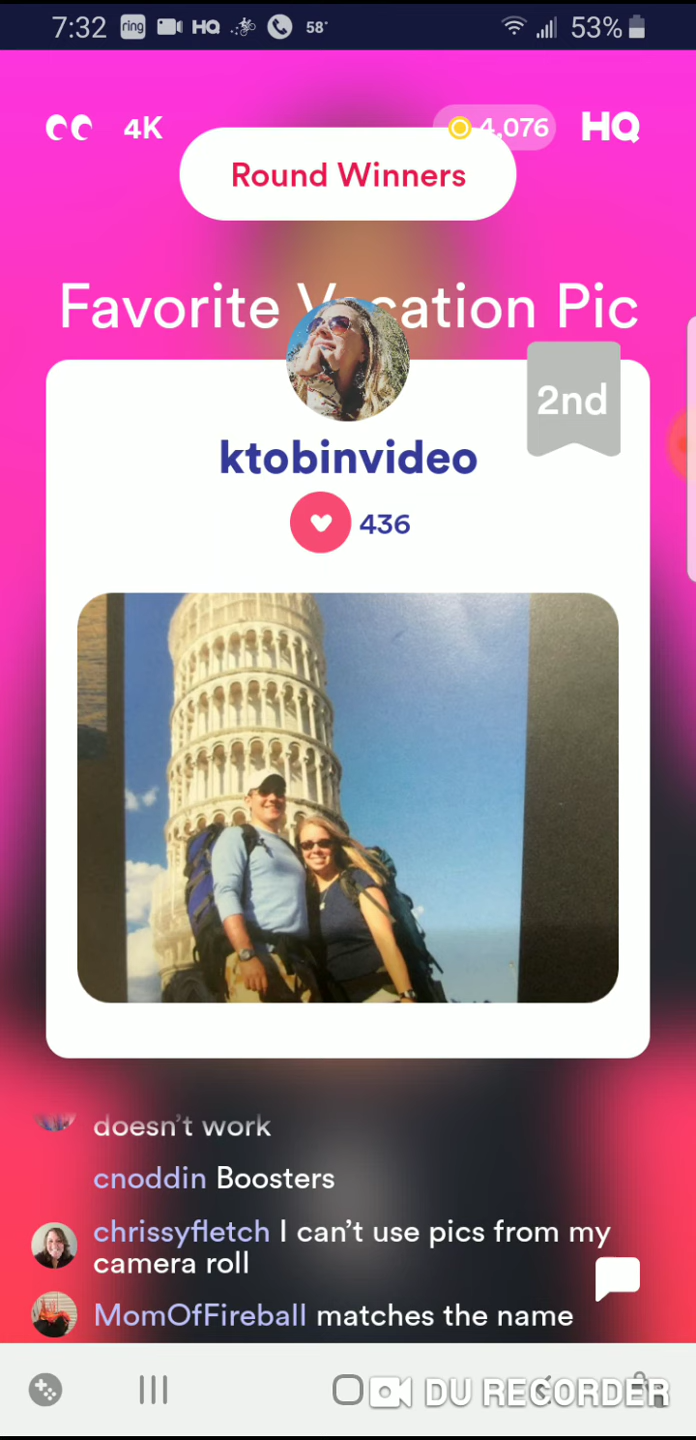 7:32 ring HQ 58° 53%
4K 4,076 HQ
Round Winners
Favorite Vacation Pic
2nd
ktobinvideo
436
doesn't work
cnoddin Boosters
chrissyfletch I can't use pics from my
camera roll
MomOfFireball matches the name
DU RECORDER